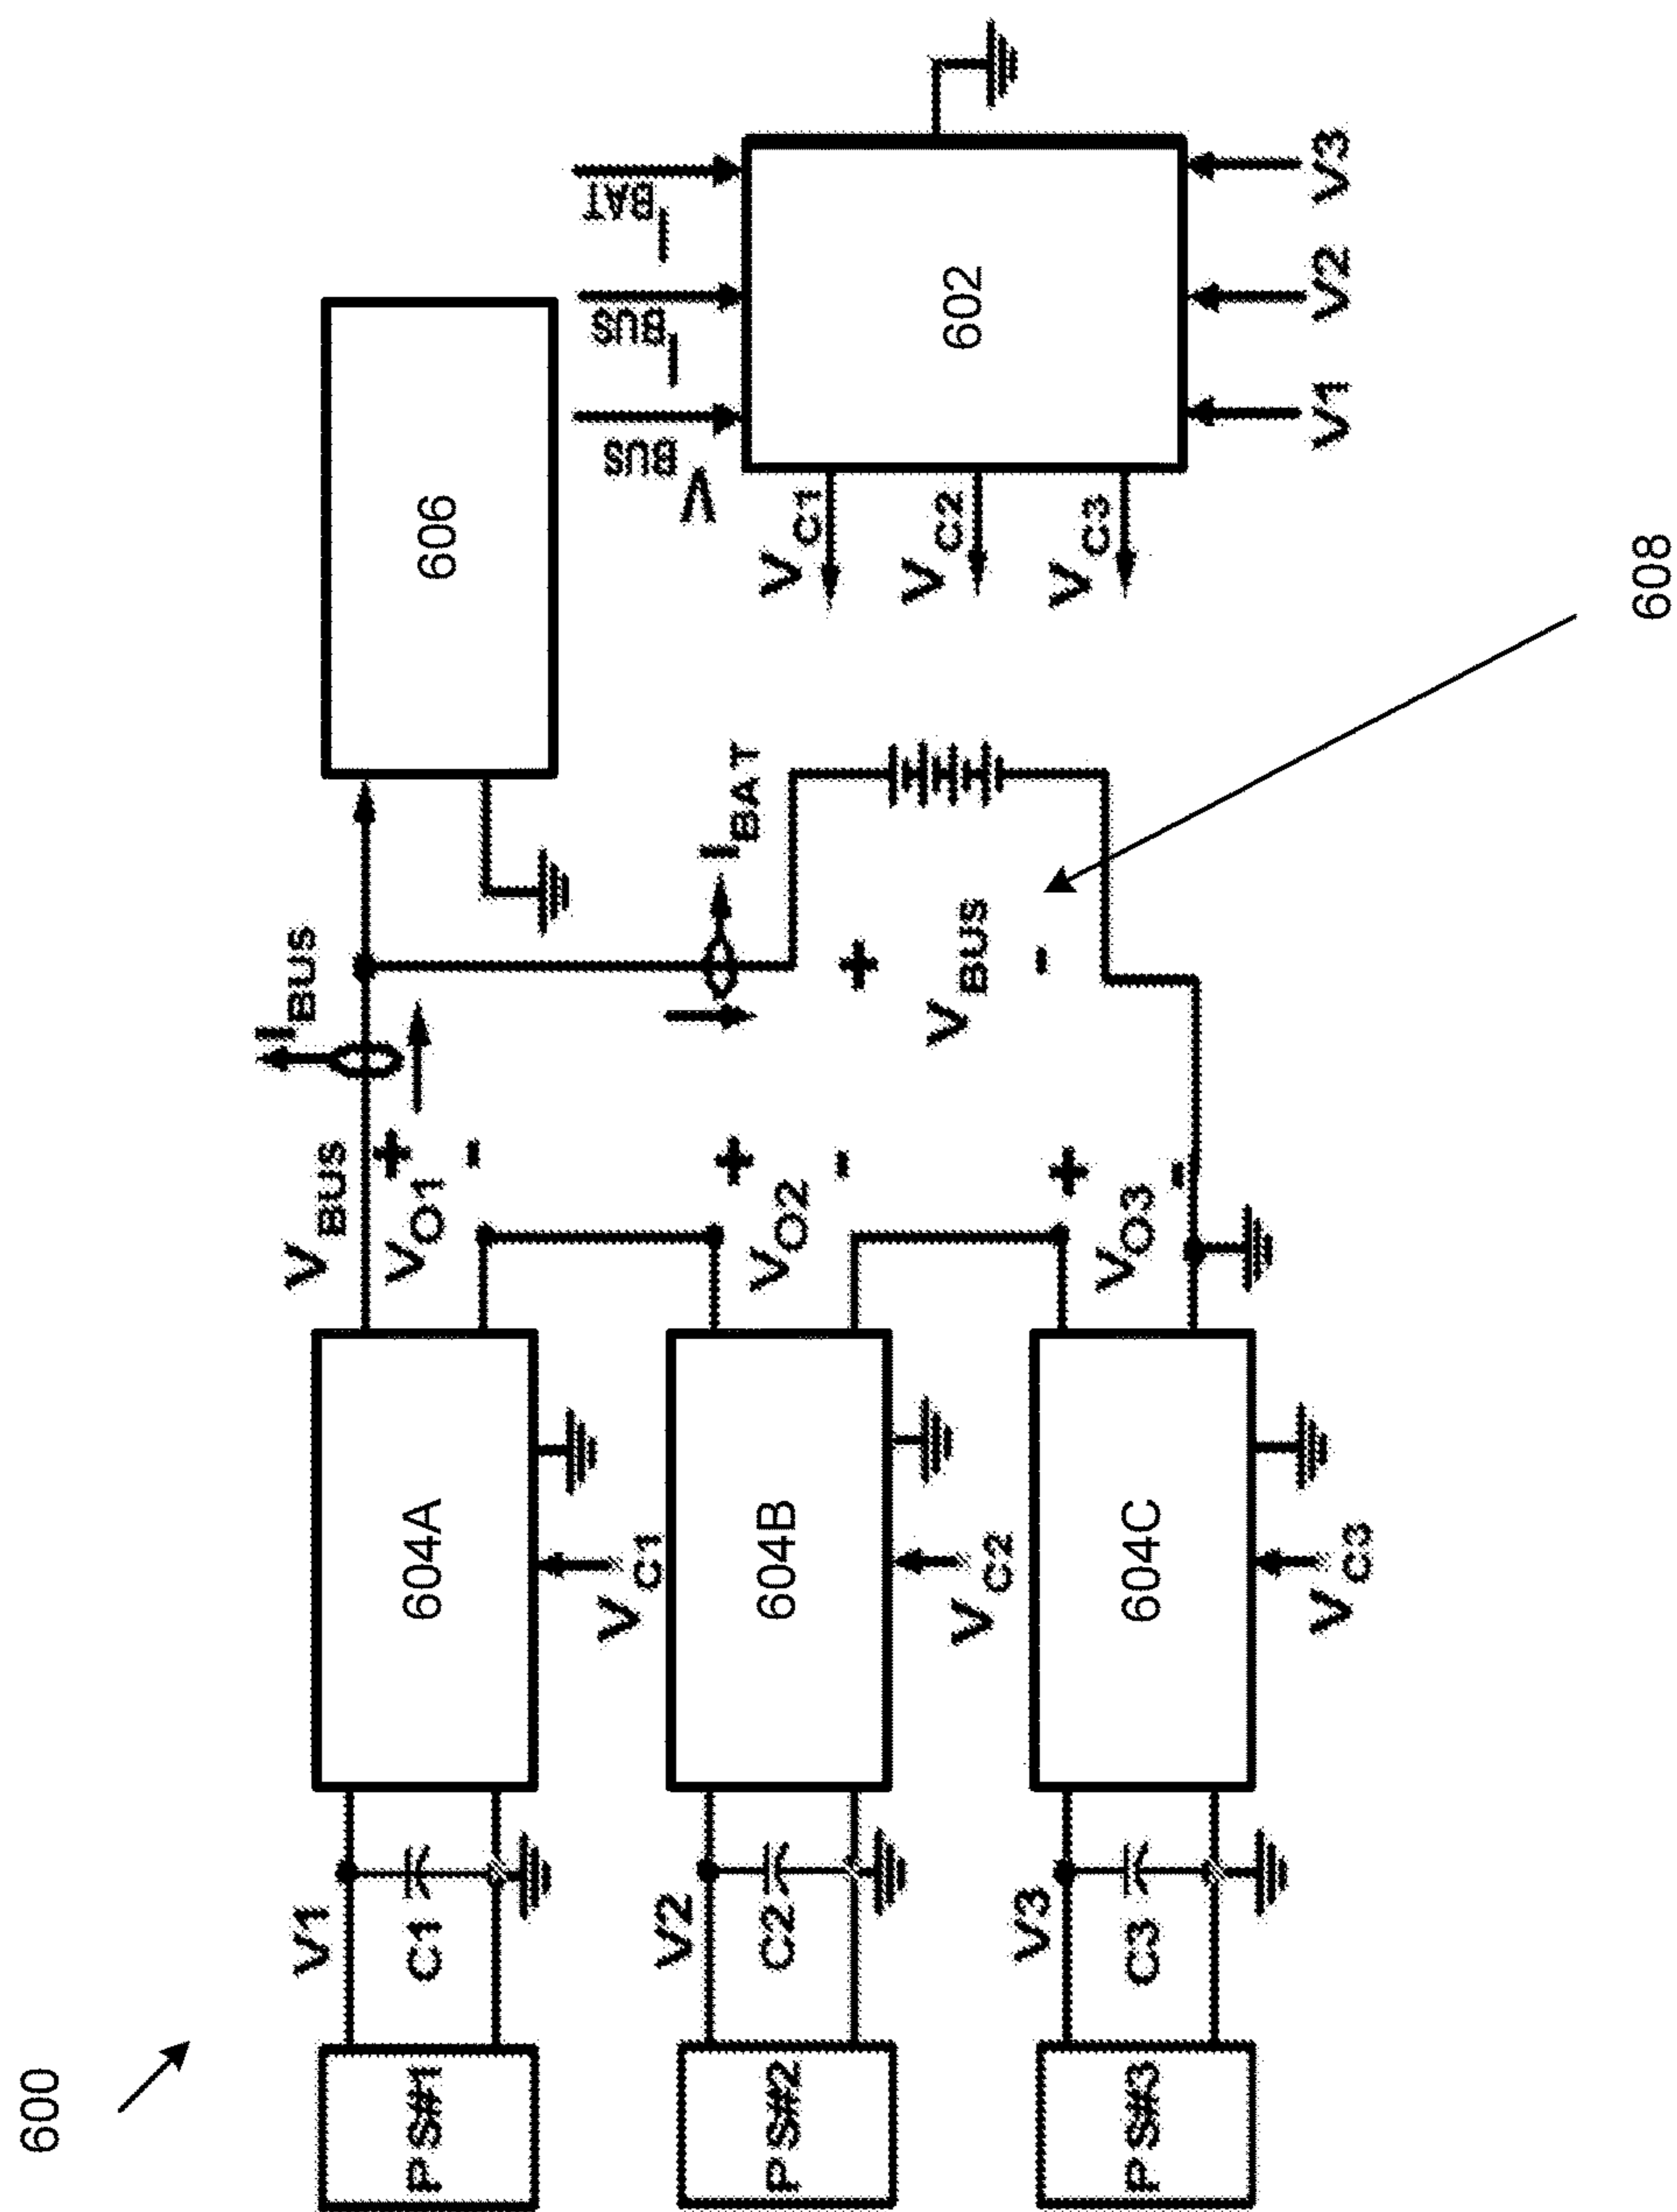 600
PS#1
V1
C1
604A
V_C1
V_BUS
V_O1
I_BUS
606
PS#2
V2
C2
604B
V_C2
+
-
V_O2
+
-
I_BAT
PS#3
V3
C3
604C
V_C3
V_O3
+
-
V_BUS
+
-
608
V_BUS
I_BUS
I_BAT
602
V_C1
V_C2
V_C3
V1
V2
V3